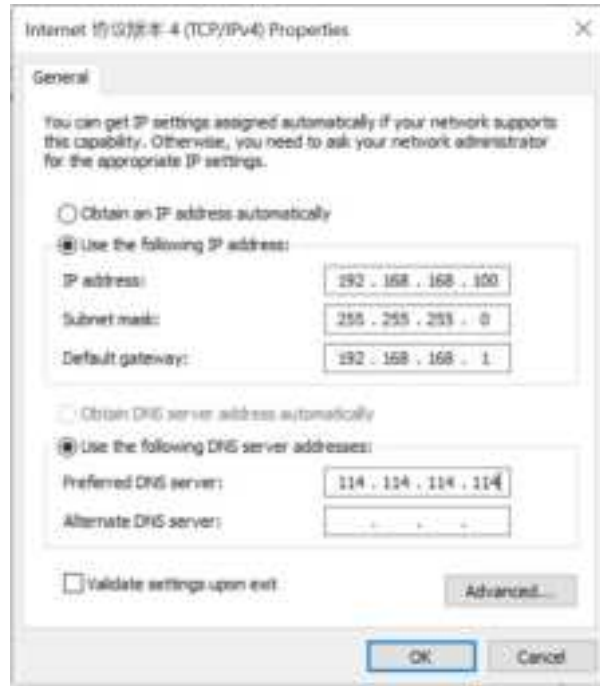 Internet 协议版本 4 (TCP/IPv4) Properties
General
You can get IP settings assigned automatically if your network supports
this capability. Otherwise, you need to ask your network administrator
for the appropriate IP settings.
Obtain an IP address automatically
Use the following IP address:
IP address: 192 . 168 . 168 . 100
Subnet mask: 255 . 255 . 255 . 0
Default gateway: 192 . 168 . 168 . 1
Obtain DNS server address automatically
Use the following DNS server addresses:
Preferred DNS server: 114 . 114 . 114 . 114
Alternate DNS server: . . .
Validate settings upon exit
Advanced...
OK
Cancel